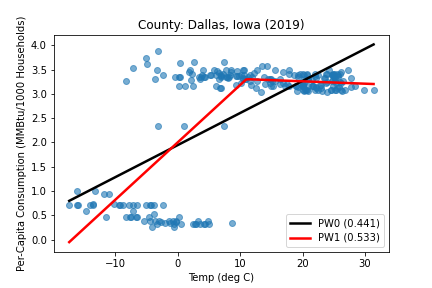 County: Dallas, Iowa (2019)
Per-Capita Consumption (MMBtu/1000 Households)
4.0
3.5
3.0
2.5
2.0
1.5
1.0
0.5
0.0
PW0 (0.441)
PW1 (0.533)
−10 0 10 20 30
Temp (deg C)